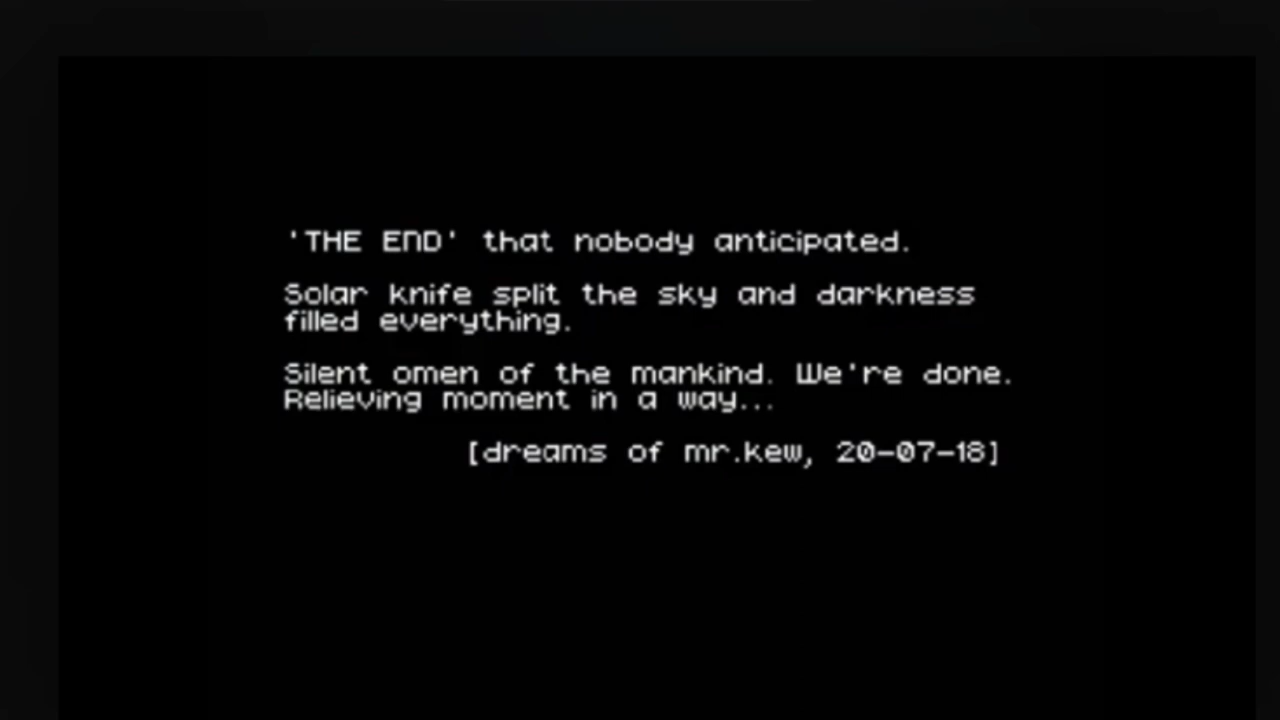 'THE END' that nobody anticipated.
Solar knife split the sky and darkness
filled everything.
Silent omen of the mankind. We're done.
Relieving moment in a way...
[dreams of mr.kew, 20-07-18]